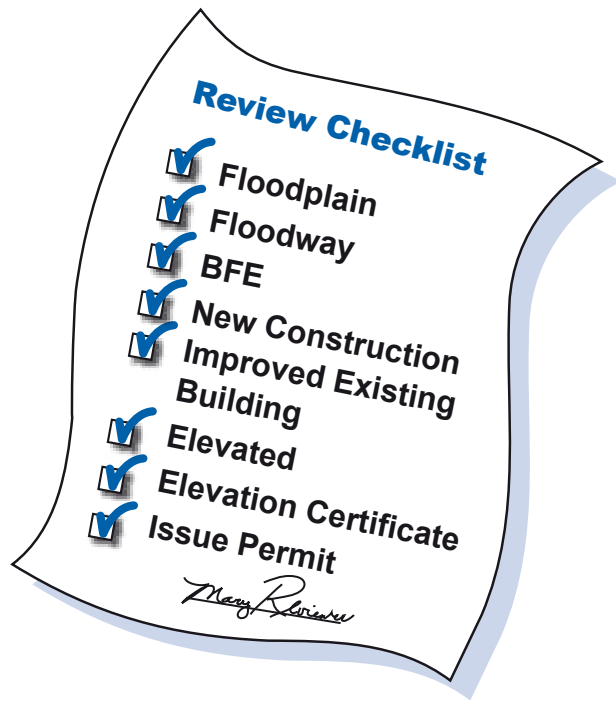 Review Checklist
Floodplain
Floodway
BFE
New Construction
Improved Existing
Building
Elevated
Elevation Certificate
Issue Permit
Mary Reviewer